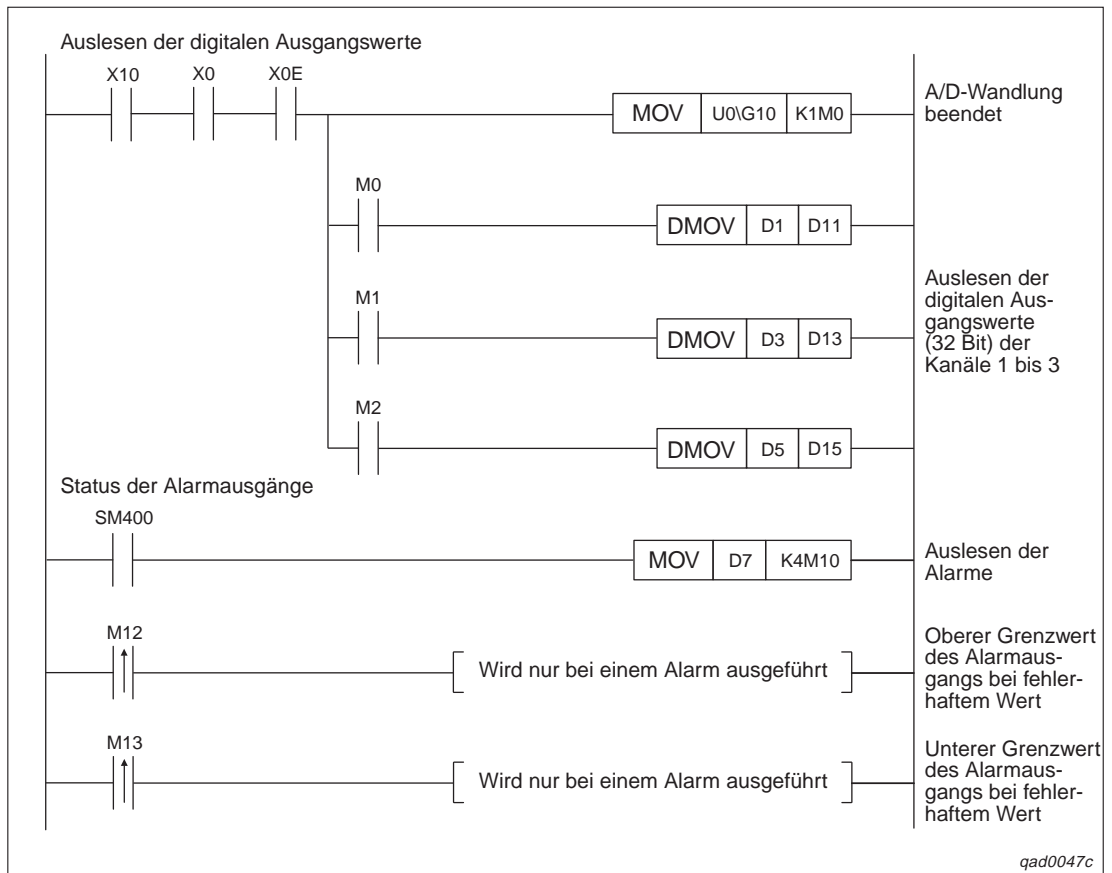 Auslesen der digitalen Ausgangswerte
X10 X0 X0E
MOV U0\G10 K1M0
A/D-Wandlung
beendet
M0
DMOV D1 D11
M1
DMOV D3 D13
Auslesen der
digitalen Aus-
gangswerte
(32 Bit) der
Kanäle 1 bis 3
M2
DMOV D5 D15
Status der Alarmausgänge
SM400
MOV D7 K4M10
Auslesen der
Alarme
M12
Wird nur bei einem Alarm ausgeführt
Oberer Grenzwert
des Alarmaus-
gangs bei fehler-
haftem Wert
M13
Wird nur bei einem Alarm ausgeführt
Unterer Grenzwert
des Alarmaus-
gangs bei fehler-
haftem Wert
qad0047c